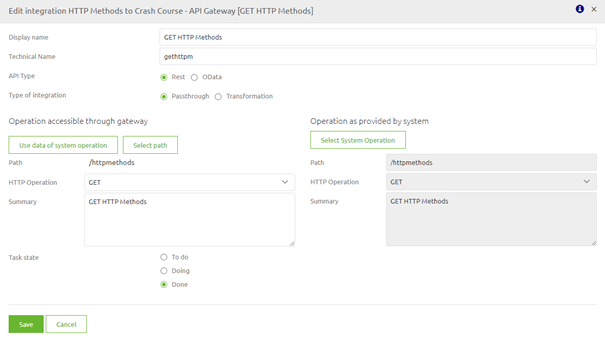 Edit integration HTTP Methods to Crash Course - API Gateway [GET HTTP Methods]
Display name GET HTTP Methods
Technical Name gethttpm
API Type Rest OData
Type of integration Passthrough Transformation
Operation accessible through gateway
Use data of system operation Select path
Path /httpmethods
HTTP Operation GET
Summary GET HTTP Methods
Operation as provided by system
Select System Operation
Path /httpmethods
HTTP Operation GET
Summary GET HTTP Methods
Task state To do
Doing
Done
Save Cancel